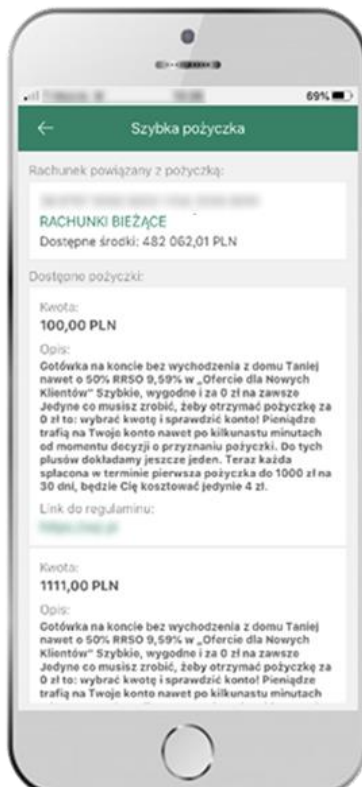 69%
Szybka pożyczka
Rachunek powiązany z pożyczką:
RACHUNKI BIEŻĄCE
Dostępne środki: 482 062,01 PLN
Dostępne pożyczki:
Kwota:
100,00 PLN
Opis:
Gotówka na koncie bez wychodzenia z domu Taniej
nawet o 50% RRSO 9,59% w „Ofercie dla Nowych
Klientów" Szybkie, wygodne i za 0 zł na zawsze
Jedyne co musisz zrobić, żeby otrzymać pożyczkę za
0 zł to: wybrać kwotę i sprawdzić konto! Pieniądze
trafią na Twoje konto nawet po kilkunastu minutach
od momentu decyzji o przyznaniu pożyczki. Do tych
plusów dokładamy jeszcze jeden. Teraz każda
spłacona w terminie pierwsza pożyczka do 1000 zł na
30 dni, będzie Cię kosztować jedynie 4 zł.
Link do regulaminu:
Kwota:
1111,00 PLN
Opis:
Gotówka na koncie bez wychodzenia z domu Taniej
nawet o 50% RRSO 9,59% w „Ofercie dla Nowych
Klientów" Szybkie, wygodne i za 0 zł na zawsze
Jedyne co musisz zrobić, żeby otrzymać pożyczkę za
0 zł to: wybrać kwotę i sprawdzić konto! Pieniądze
trafią na Twoje konto nawet po kilkunastu minutach